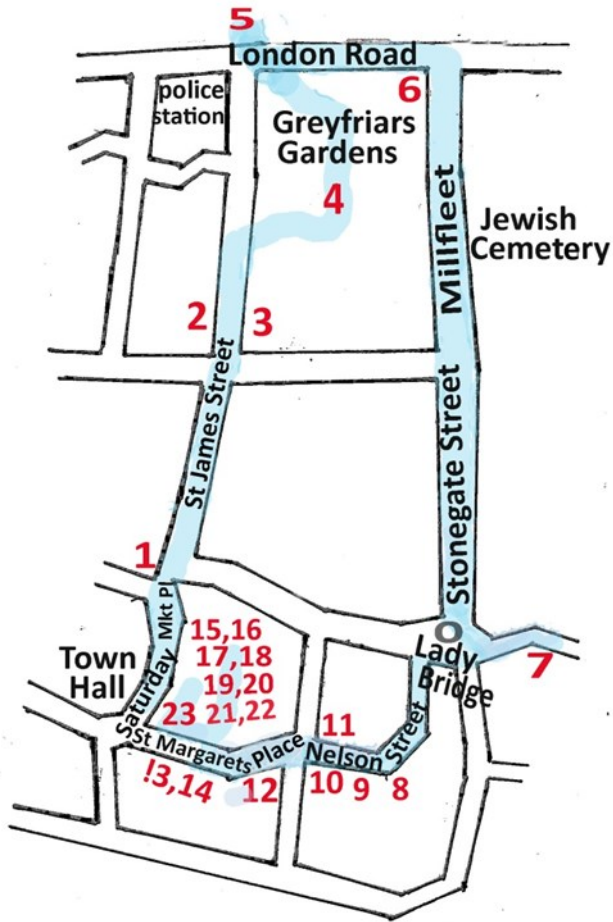 5
London Road
police
station
6
Greyfriars
Gardens
4
Millfleet
Jewish
Cemetery
2
3
St James Street
Stonegate Street
1
Saturday Mkt Pl
15,16
17,18
19,20
21,22
23
Town
Hall
0
Lady
Bridge
7
St Margarets Place
11
Nelson Street
!3,14
12
10
9
8